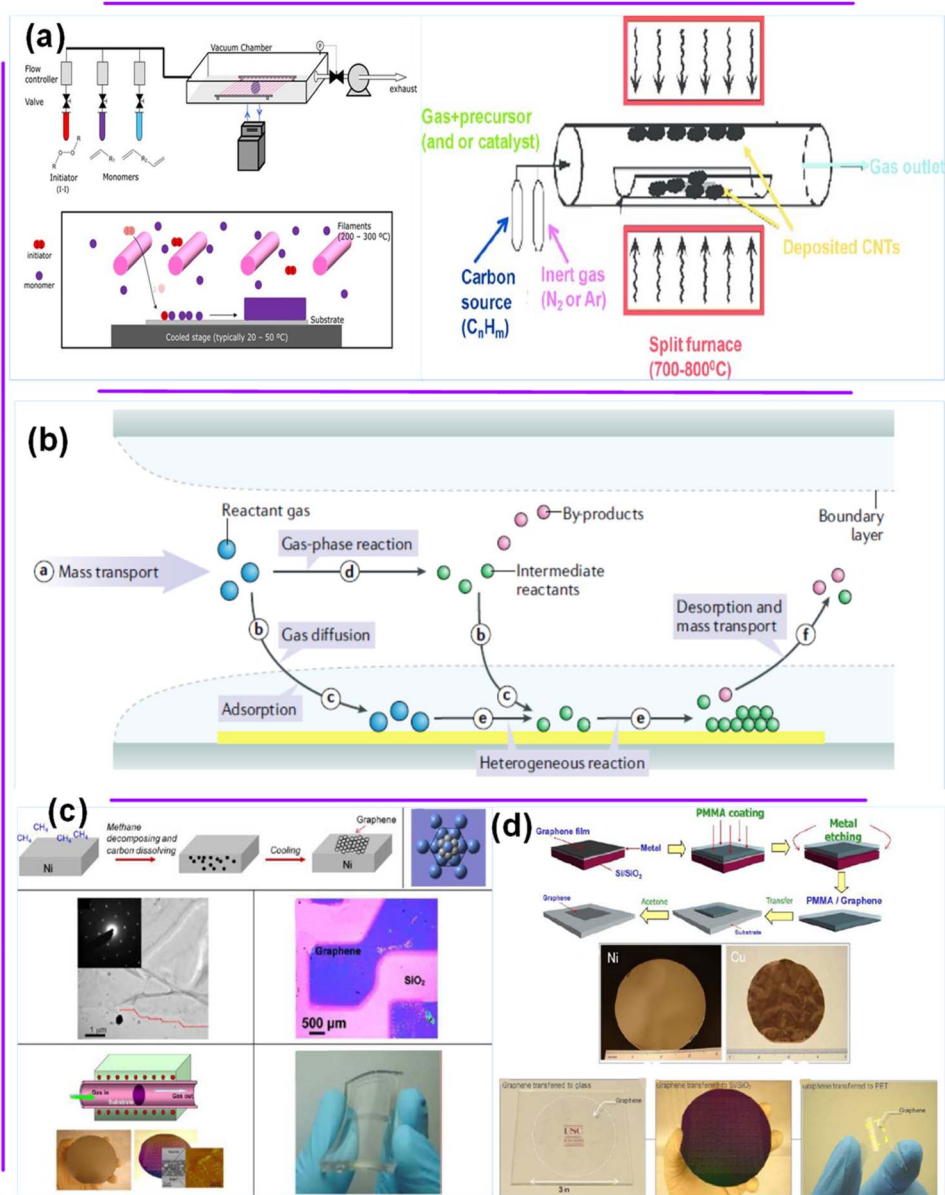 (a)
Vacuum Chamber
P
Flow
controller
Valve
exhaust
R
O—O
R
R₁
R₂
Initiator
(I-I)
Monomers
initiator
monomer
Filaments
(200 – 300 ºC)
Substrate
Cooled stage (typically 20 – 50 ºC)
Gas+precursor
(and or catalyst)
Gas outlet
Deposited CNTs
Carbon
source
(CₙHₘ)
Inert gas
(N₂ or Ar)
Split furnace
(700-800⁰C)
(b)
Reactant gas
By-products
Boundary
layer
Gas-phase reaction
a Mass transport
d
Intermediate
reactants
Desorption and
mass transport
b
Gas diffusion
b
f
Adsorption
c
c
e
e
Heterogeneous reaction
(c)
CH₄
CH₄
CH₄
CH₄
Methane
decomposing and
carbon dissolving
Cooling
Graphene
Ni
Ni
1 μm
Graphene
SiO₂
500 μm
Gas in
Substrate
Gas out
(d)
PMMA coating
Metal
etching
Graphene film
Metal
Si/SiO₂
Graphene
Acetone
Transfer
PMMA / Graphene
Substrate
Ni
Cu
Graphene transferred to glass
Graphene
USC
3 in
Graphene transferred to Si/SiO₂
Graphene transferred to PET
Graphene